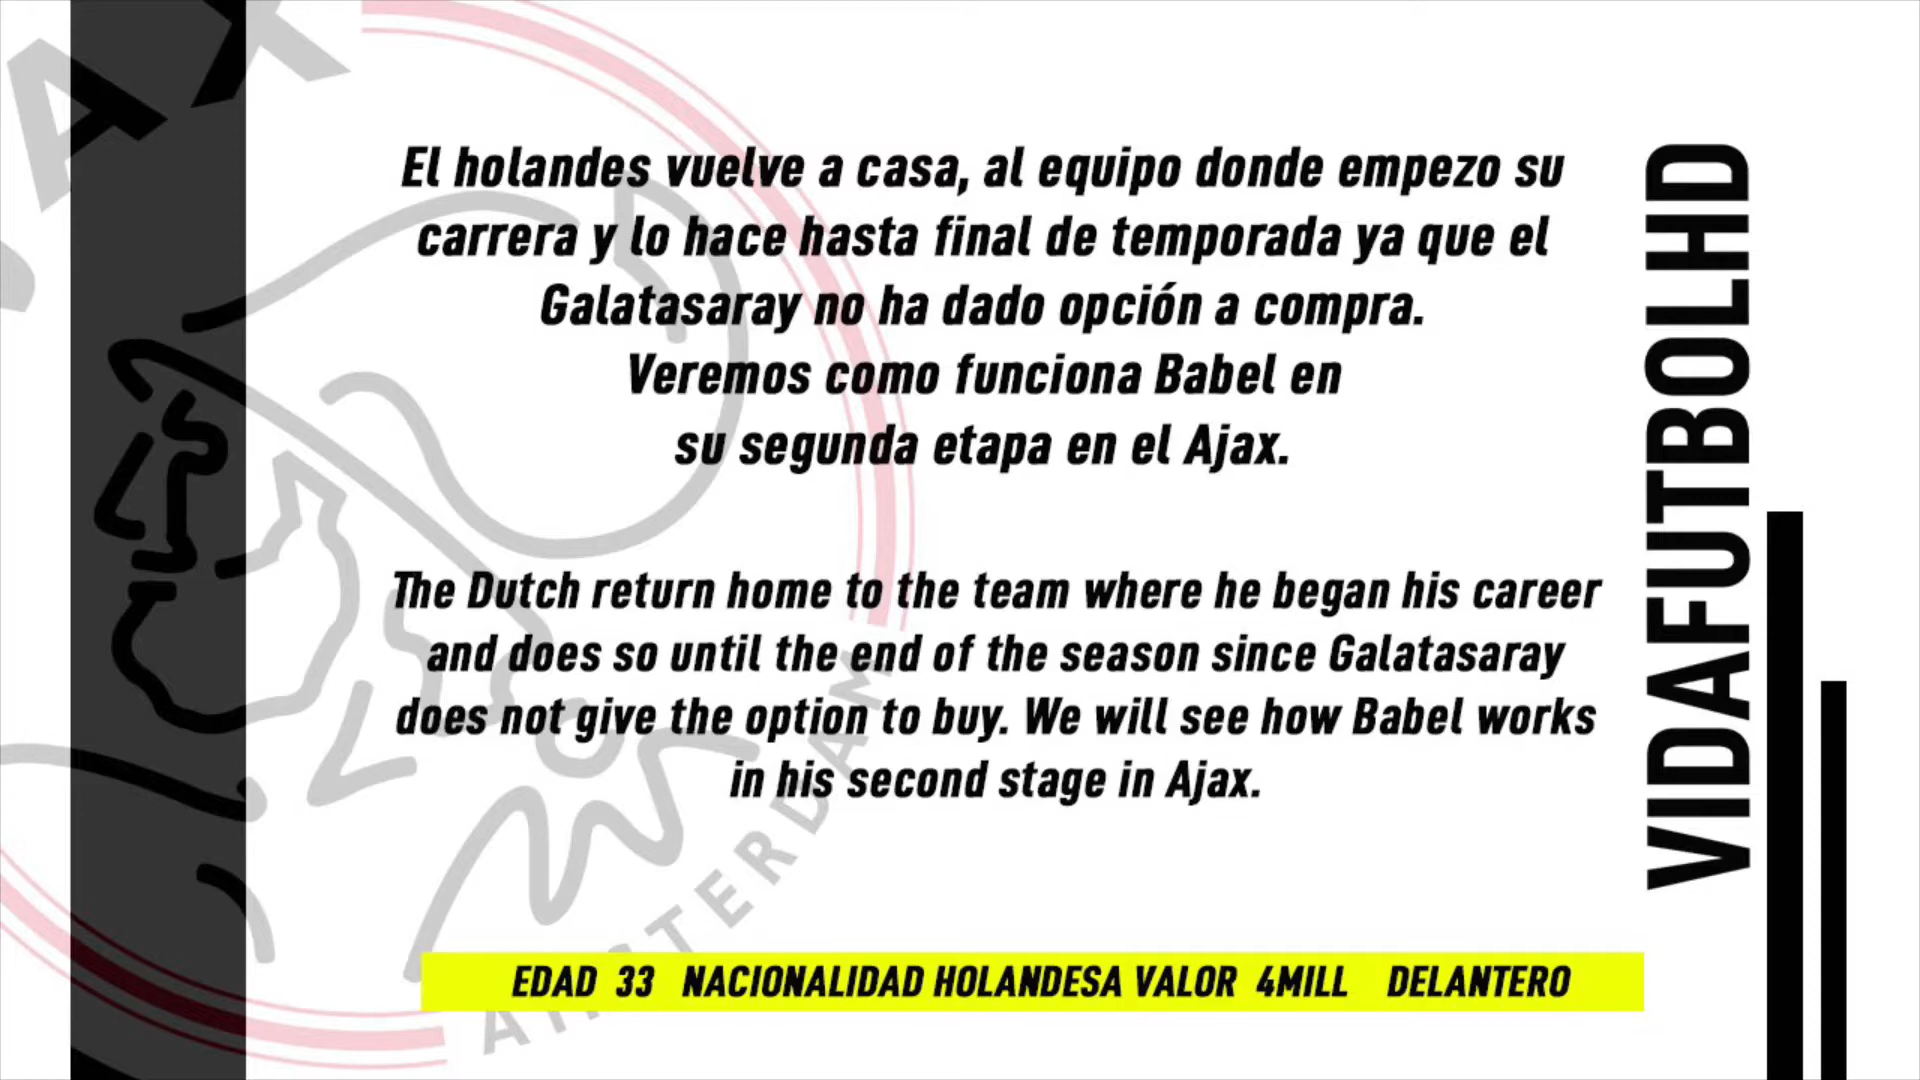 AJAX
El holandes vuelve a casa, al equipo donde empezo su
carrera y lo hace hasta final de temporada ya que el
Galatasaray no ha dado opción a compra.
Veremos como funciona Babel en
su segunda etapa en el Ajax.
The Dutch return home to the team where he began his career
and does so until the end of the season since Galatasaray
does not give the option to buy. We will see how Babel works
in his second stage in Ajax.
AMSTERDAM
EDAD 33 NACIONALIDAD HOLANDESA VALOR 4MILL DELANTERO
VIDAFUTBOLHD